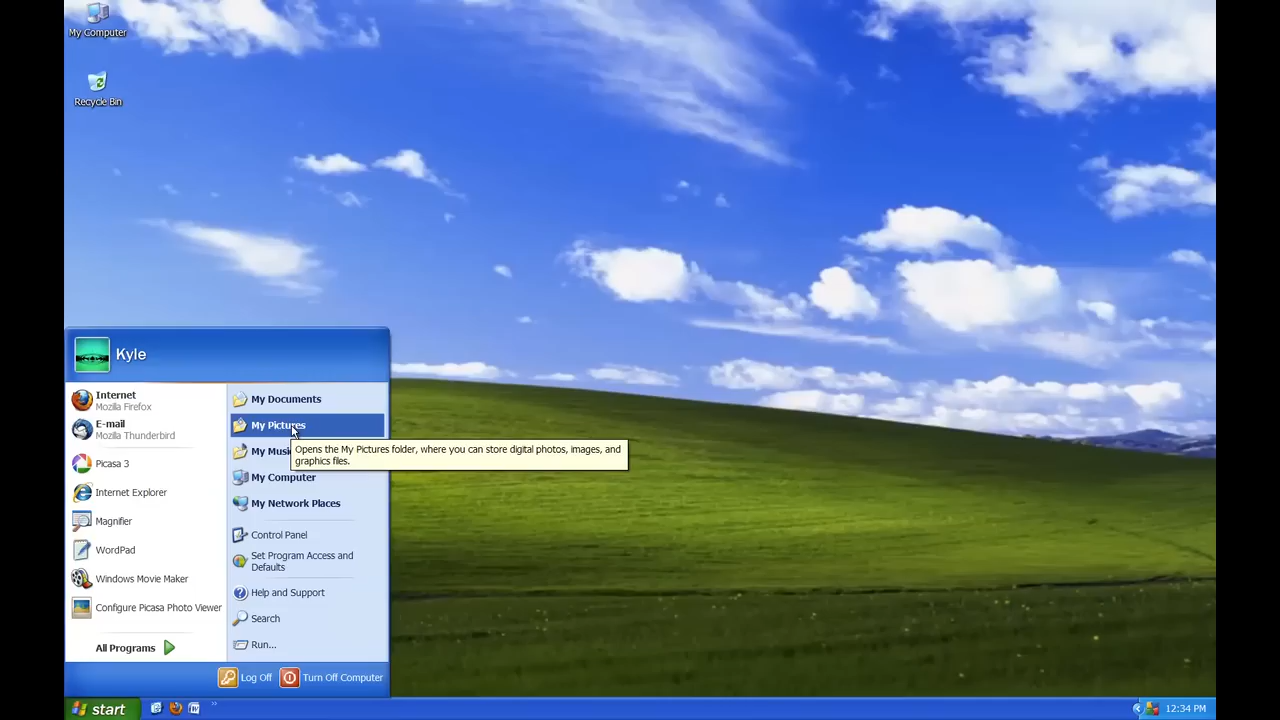 My Computer
Recycle Bin
Kyle
Internet
Mozilla Firefox
E-mail
Mozilla Thunderbird
Picasa 3
Internet Explorer
Magnifier
WordPad
Windows Movie Maker
Configure Picasa Photo Viewer
All Programs
My Documents
My Pictures
Opens the My Pictures folder, where you can store digital photos, images, and
graphics files.
My Musi
My Computer
My Network Places
Control Panel
Set Program Access and
Defaults
Help and Support
Search
Run...
Log Off
Turn Off Computer
start
12:34 PM